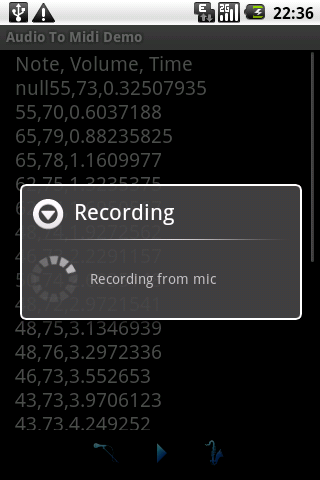 22:36
Audio To Midi Demo
Note, Volume, Time
null55,73,0.32507935
55,70,0.6037188
65,79,0.88235825
65,78,1.1609977
Recording
Recording from mic
48,75,3.1346939
48,76,3.2972336
46,73,3.552653
43,73,3.9706123
43,73,4.249252